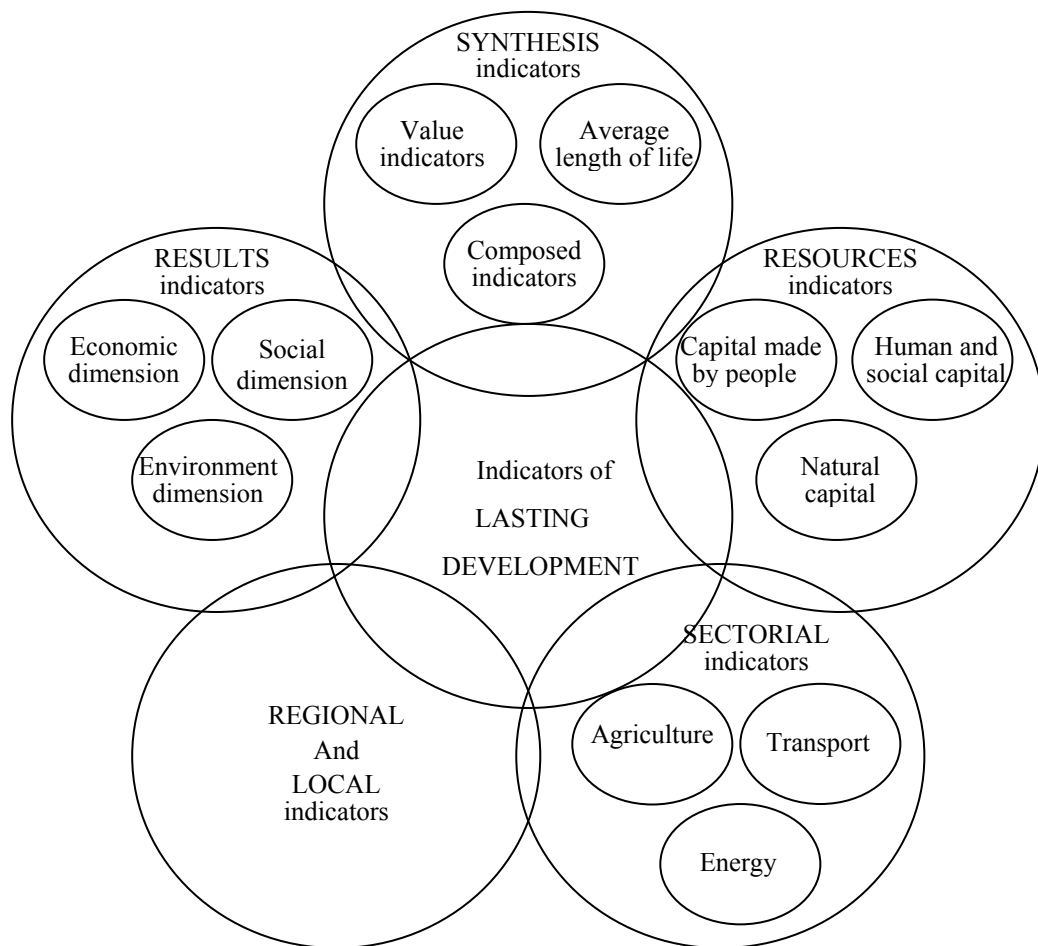 SYNTHESIS
indicators
Value
indicators
Average
length of life
Composed
indicators
RESULTS
indicators
Economic
dimension
Social
dimension
Environment
dimension
RESOURCES
indicators
Capital made
by people
Human and
social capital
Natural
capital
Indicators of
LASTING
DEVELOPMENT
REGIONAL
And
LOCAL
indicators
SECTORIAL
indicators
Agriculture
Transport
Energy